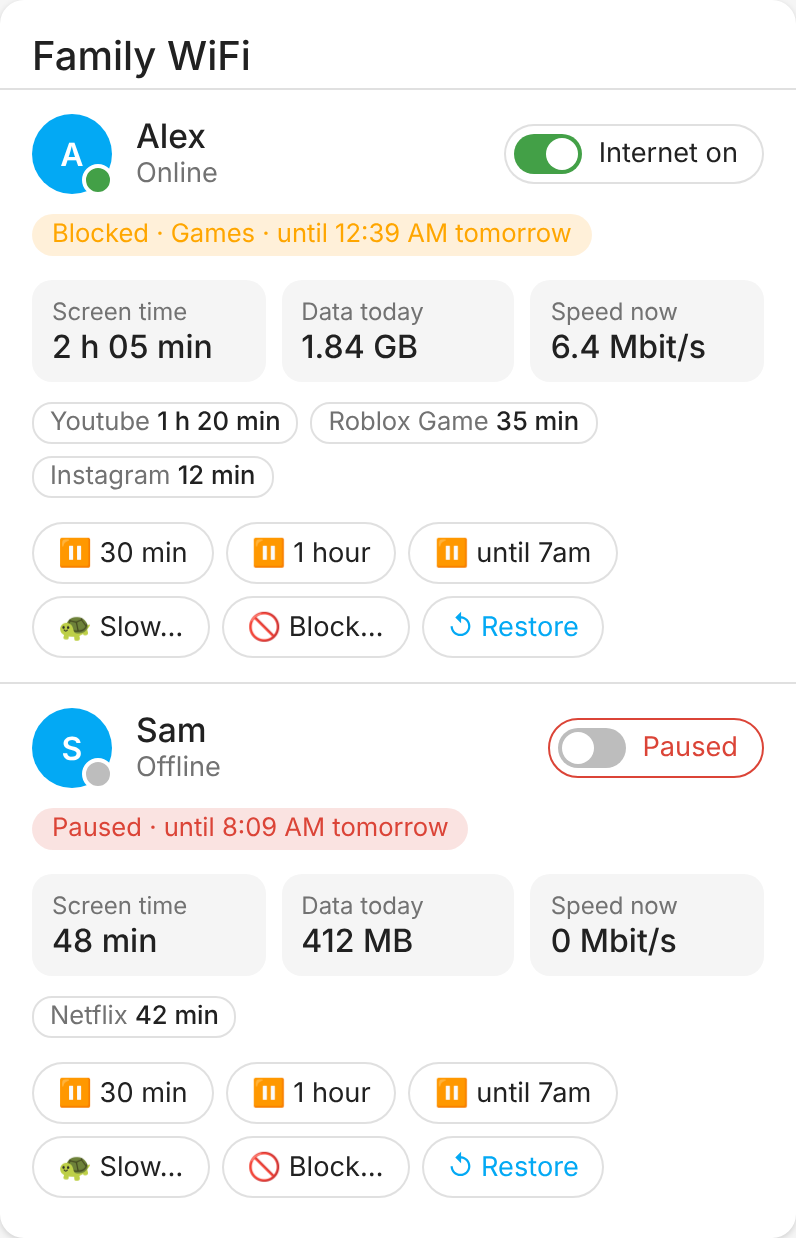 Family WiFi
A
Alex
Online
Internet on
Blocked · Games · until 12:39 AM tomorrow
Screen time
2 h 05 min
Data today
1.84 GB
Speed now
6.4 Mbit/s
Youtube 1 h 20 min
Roblox Game 35 min
Instagram 12 min
⏸️ 30 min
⏸️ 1 hour
⏸️ until 7am
🐢 Slow...
🚫 Block...
↺ Restore
S
Sam
Offline
Paused
Paused · until 8:09 AM tomorrow
Screen time
48 min
Data today
412 MB
Speed now
0 Mbit/s
Netflix 42 min
⏸️ 30 min
⏸️ 1 hour
⏸️ until 7am
🐢 Slow...
🚫 Block...
↺ Restore